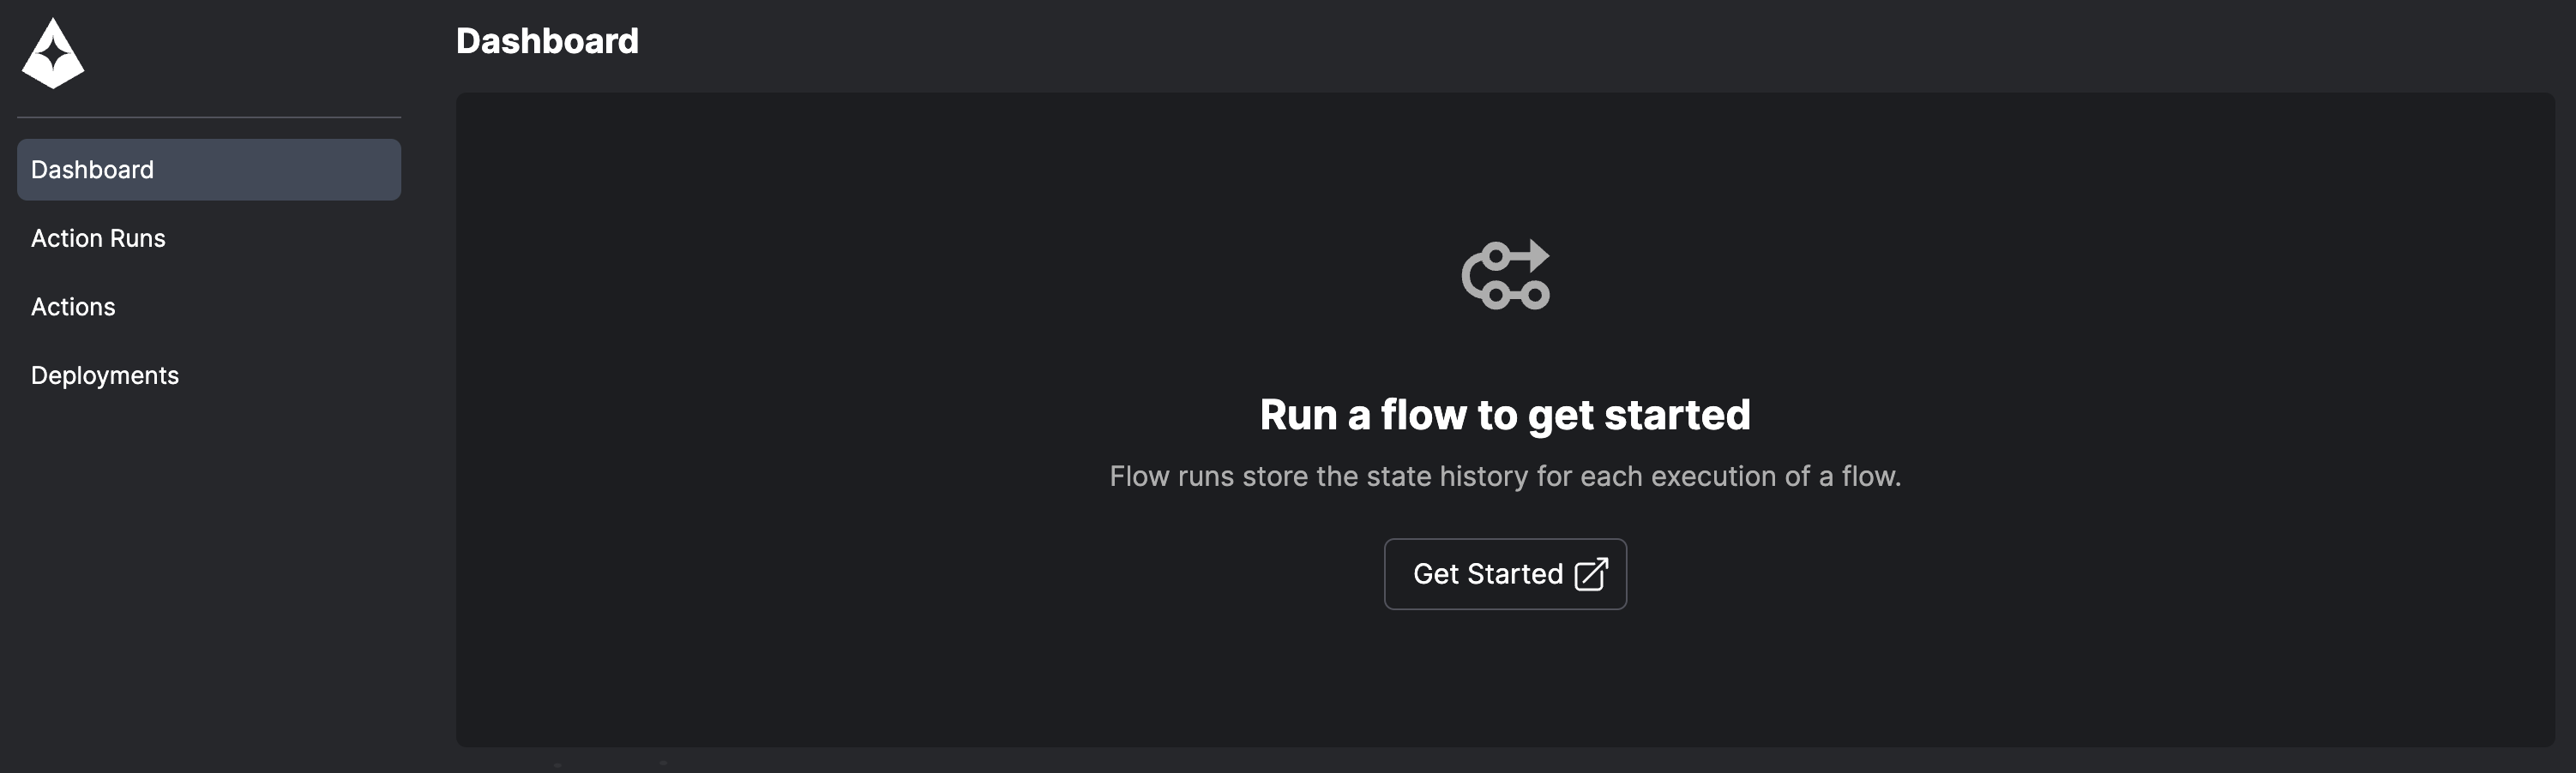 Dashboard
Action Runs
Actions
Deployments
Dashboard
Run a flow to get started
Flow runs store the state history for each execution of a flow.
Get Started